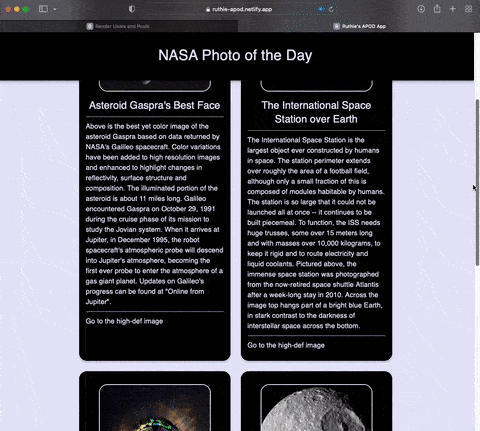 ruthie-apod.netlify.app
Render Users and Posts
Ruthie's APOD App
NASA Photo of the Day
Asteroid Gaspra's Best Face
Above is the best yet color image of the
asteroid Gaspra based on data returned by
NASA's Galileo spacecraft. Color variations
have been added to high resolution images
and enhanced to highlight changes in
reflectivity, surface structure and
composition. The illuminated portion of the
asteroid is about 11 miles long. Galileo
encountered Gaspra on October 29, 1991
during the cruise phase of its mission to
study the Jovian system. When it arrives at
Jupiter, in December 1995, the robot
spacecraft's atmospheric probe will descend
into Jupiter's atmosphere, becoming the
first ever probe to enter the atmosphere of a
gas giant planet. Updates on Galileo's
progress can be found at "Online from
Jupiter".
Go to the high-def image
The International Space
Station over Earth
The International Space Station is the
largest object ever constructed by humans
in space. The station perimeter extends
over roughly the area of a football field,
although only a small fraction of this is
composed of modules habitable by humans.
The station is so large that it could not be
launched all at once -- it continues to be
built piecemeal. To function, the ISS needs
huge trusses, some over 15 meters long
and with masses over 10,000 kilograms, to
keep it rigid and to route electricity and
liquid coolants. Pictured above, the
immense space station was photographed
from the now-retired space shuttle Atlantis
after a week-long stay in 2010. Across the
image top hangs part of a bright blue Earth,
in stark contrast to the darkness of
interstellar space across the bottom.
Go to the high-def image